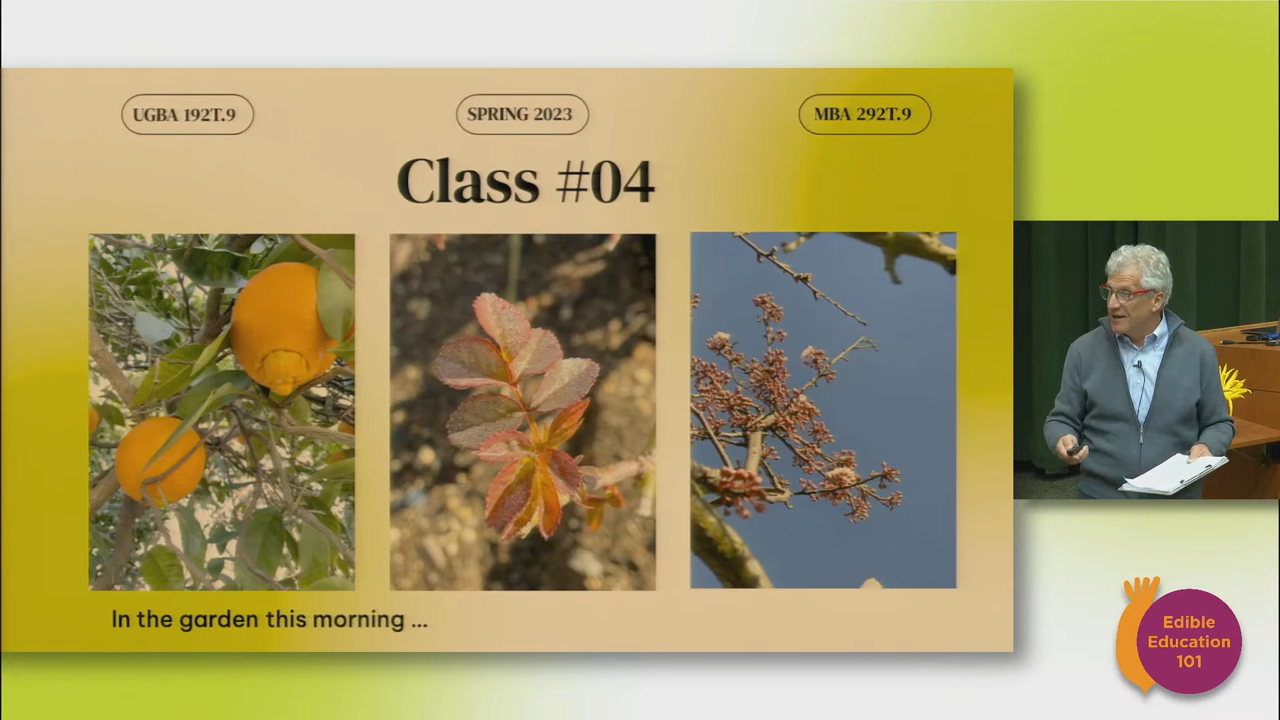 UGBA 192T.9
SPRING 2023
MBA 292T.9
Class #04
In the garden this morning ...
Edible
Education
101